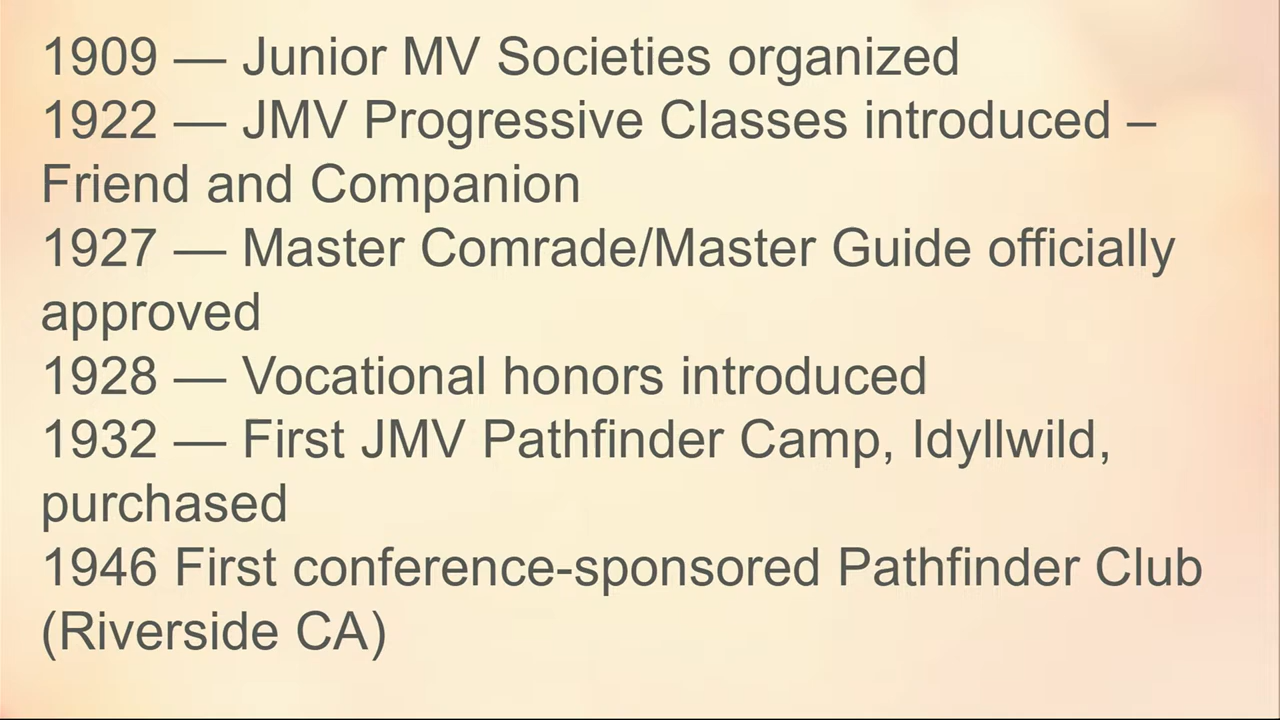 1909 — Junior MV Societies organized
1922 — JMV Progressive Classes introduced –
Friend and Companion
1927 — Master Comrade/Master Guide officially
approved
1928 — Vocational honors introduced
1932 — First JMV Pathfinder Camp, Idyllwild,
purchased
1946 First conference-sponsored Pathfinder Club
(Riverside CA)